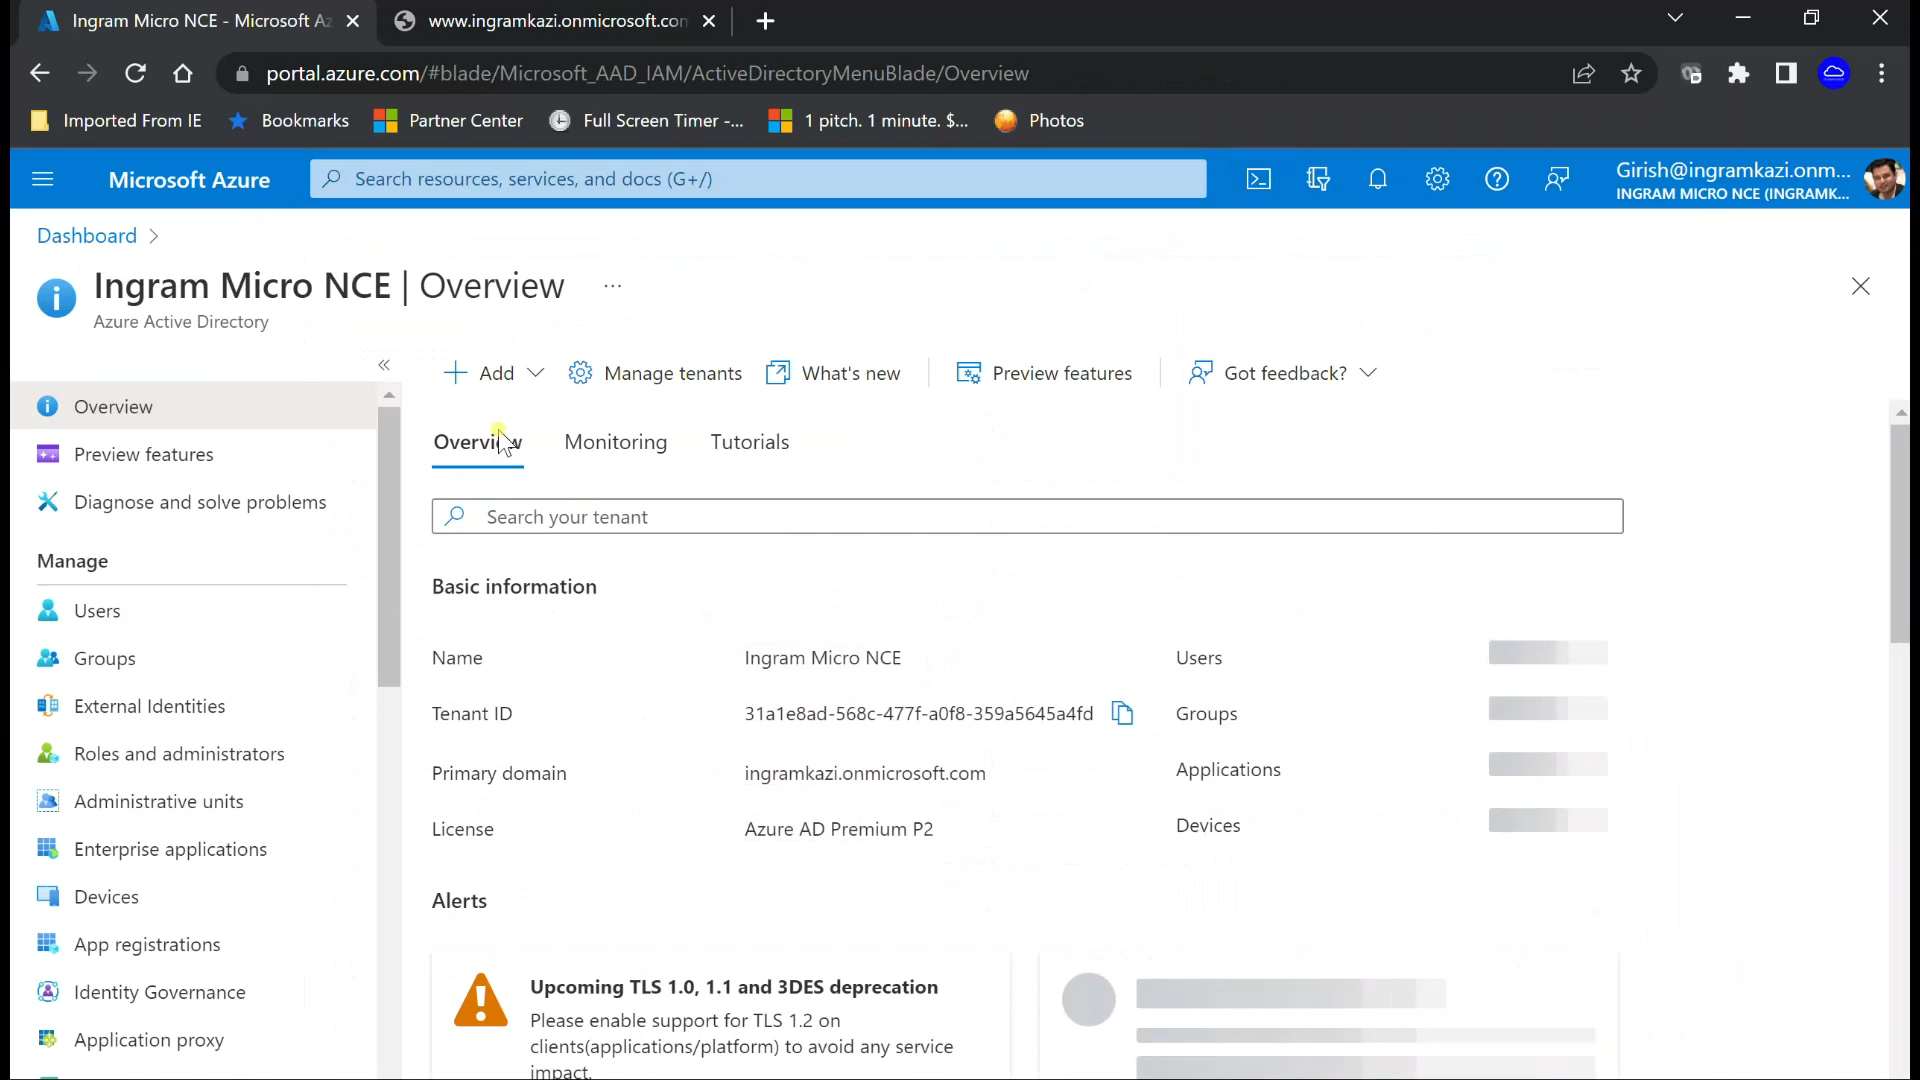 Ingram Micro NCE - Microsoft Az
www.ingramkazi.onmicrosoft.con
portal.azure.com/#blade/Microsoft_AAD_IAM/ActiveDirectoryMenuBlade/Overview
Imported From IE
Bookmarks
Partner Center
Full Screen Timer -...
1 pitch. 1 minute. $...
Photos
Microsoft Azure
Search resources, services, and docs (G+/)
Girish@ingramkazi.onm...
INGRAM MICRO NCE (INGRAMK...
Dashboard
Ingram Micro NCE | Overview ...
Azure Active Directory
Add
Manage tenants
What's new
Preview features
Got feedback?
Overview
Preview features
Diagnose and solve problems
Manage
Users
Groups
External Identities
Roles and administrators
Administrative units
Enterprise applications
Devices
App registrations
Identity Governance
Application proxy
Overview
Monitoring
Tutorials
Search your tenant
Basic information
Name
Ingram Micro NCE
Users
Tenant ID
31a1e8ad-568c-477f-a0f8-359a5645a4fd
Groups
Primary domain
ingramkazi.onmicrosoft.com
Applications
License
Azure AD Premium P2
Devices
Alerts
Upcoming TLS 1.0, 1.1 and 3DES deprecation
Please enable support for TLS 1.2 on
clients(applications/platform) to avoid any service
impact.